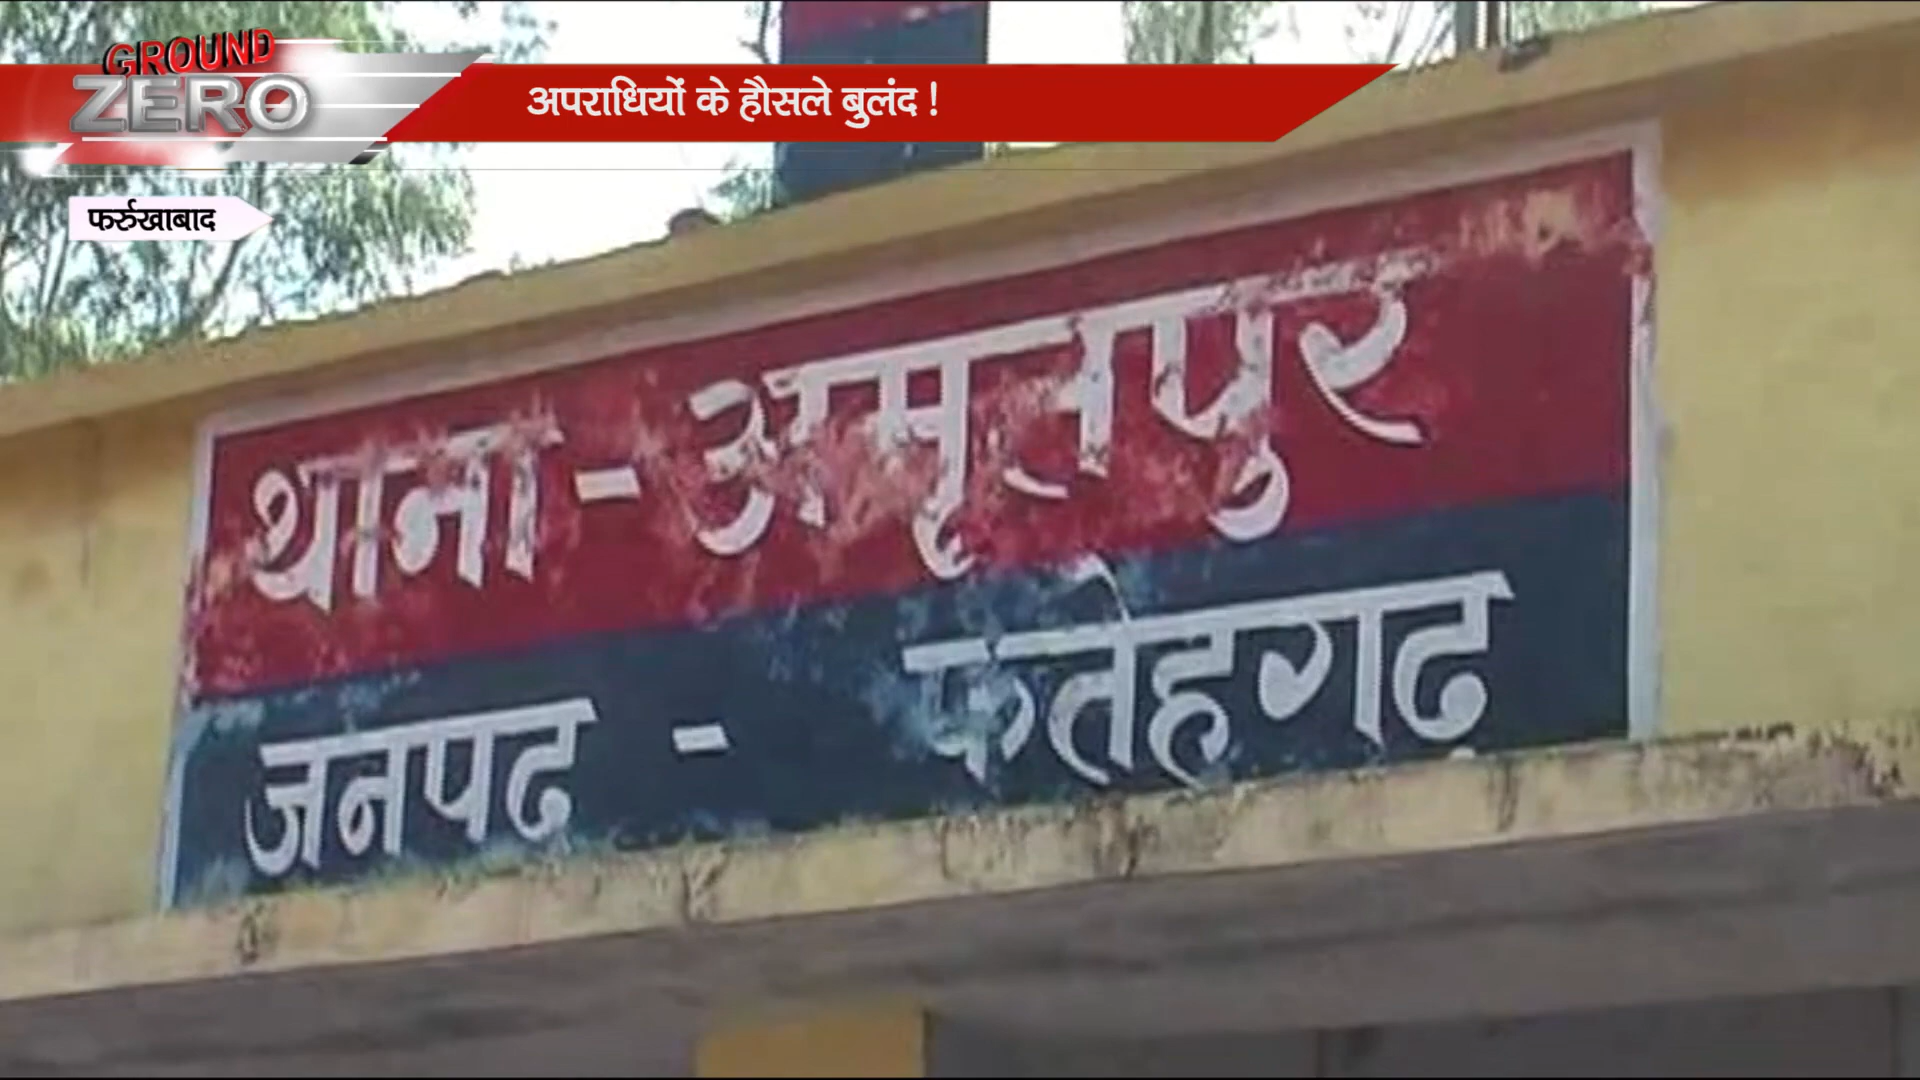 GROUND
ZERO
अपराधियों के हौसले बुलंद !
फर्रुखाबाद
थाना - अमृतपुर
जनपद - फतेहगढ़